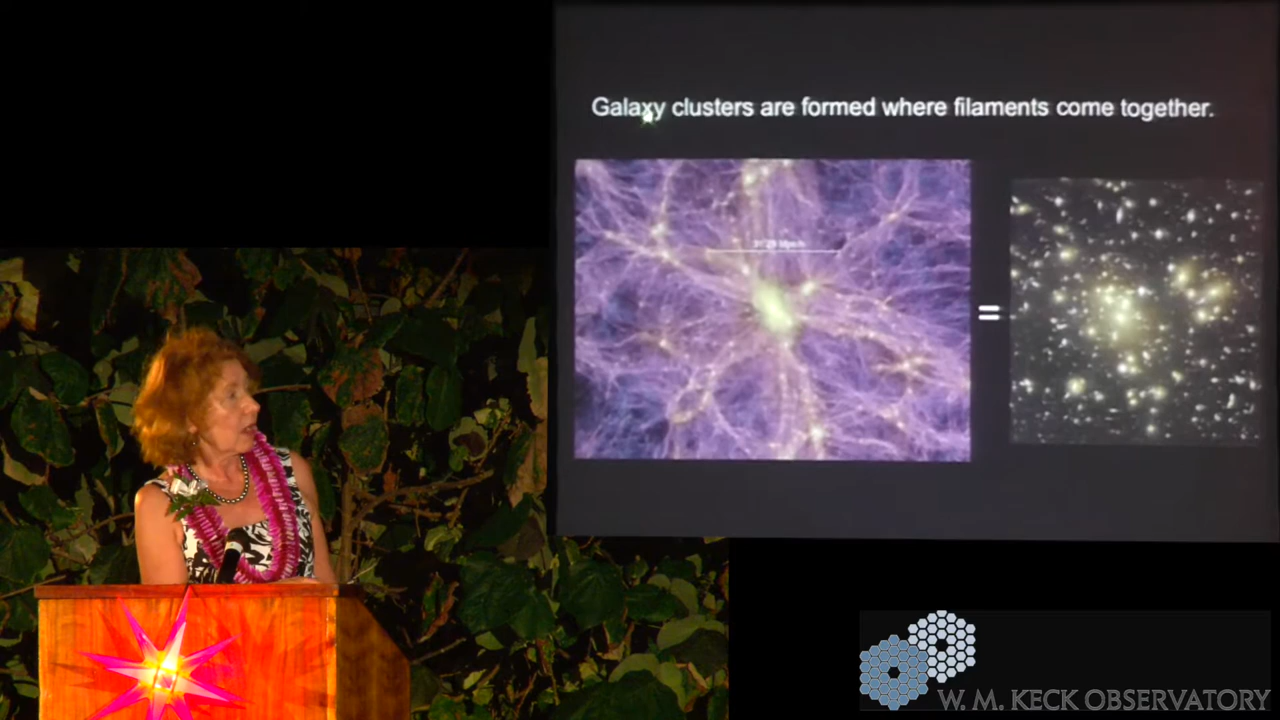 Galaxy clusters are formed where filaments come together.
=
W. M. KECK OBSERVATORY